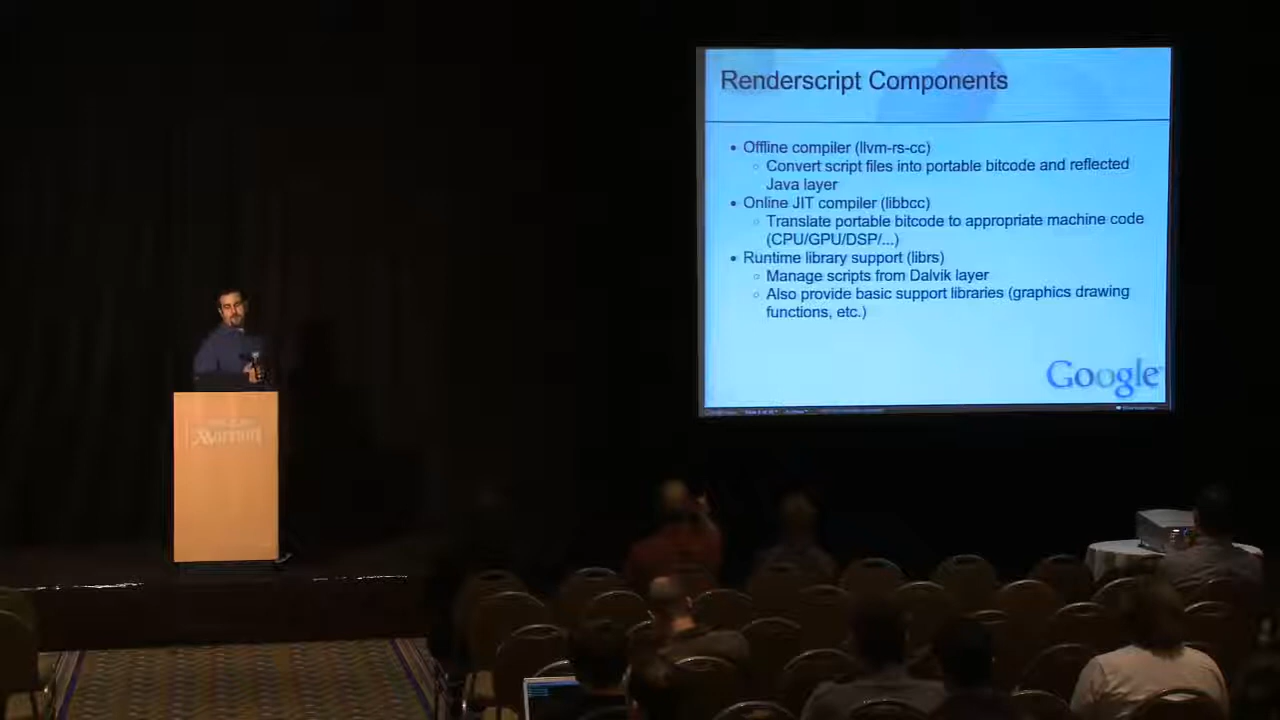 Renderscript Components
• Offline compiler (llvm-rs-cc)
○ Convert script files into portable bitcode and reflected
Java layer
• Online JIT compiler (libbcc)
○ Translate portable bitcode to appropriate machine code
(CPU/GPU/DSP/...)
• Runtime library support (librs)
○ Manage scripts from Dalvik layer
○ Also provide basic support libraries (graphics drawing
functions, etc.)
Google
Marriott